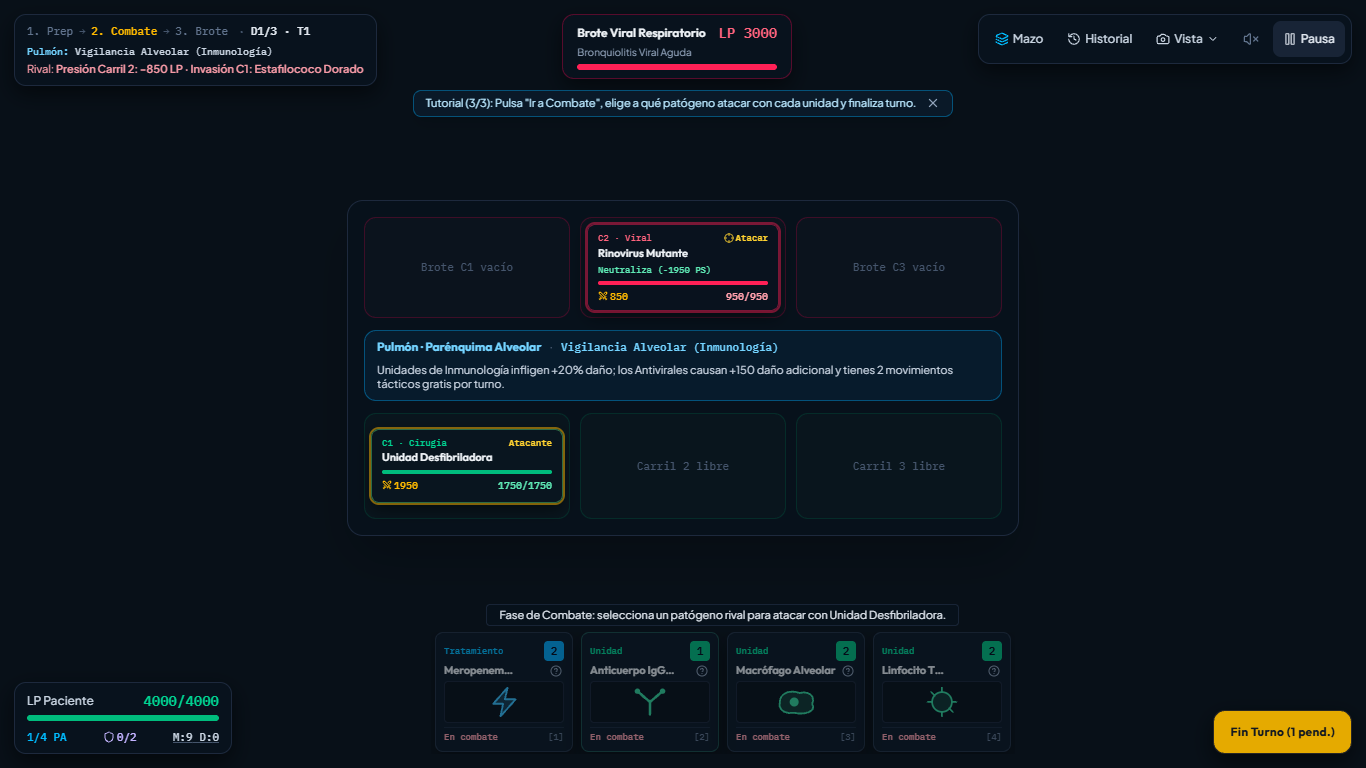 1. Prep → 2. Combate → 3. Brote · D1/3 · T1
Pulmón: Vigilancia Alveolar (Inmunología)
Rival: Presión Carril 2: -850 LP · Invasión C1: Estafilococo Dorado
Brote Viral Respiratorio LP 3000
Bronquiolitis Viral Aguda
Mazo Historial Vista Pausa
Tutorial (3/3): Pulsa "Ir a Combate", elige a qué patógeno atacar con cada unidad y finaliza turno.
Brote C1 vacío
C2 · Viral Atacar
Rinovirus Mutante
Neutraliza (-1950 PS)
850 950/950
Brote C3 vacío
Pulmón · Parénquima Alveolar · Vigilancia Alveolar (Inmunología)
Unidades de Inmunología infligen +20% daño; los Antivirales causan +150 daño adicional y tienes 2 movimientos
tácticos gratis por turno.
C1 · Cirugía Atacante
Unidad Desfibriladora
1950 1750/1750
Carril 2 libre
Carril 3 libre
Fase de Combate: selecciona un patógeno rival para atacar con Unidad Desfibriladora.
Tratamiento 2
Meropenem...
En combate [1]
Unidad 1
Anticuerpo IgG...
En combate [2]
Unidad 2
Macrófago Alveolar
En combate [3]
Unidad 2
Linfocito T...
En combate [4]
LP Paciente 4000/4000
1/4 PA 0/2 M:9 D:0
Fin Turno (1 pend.)